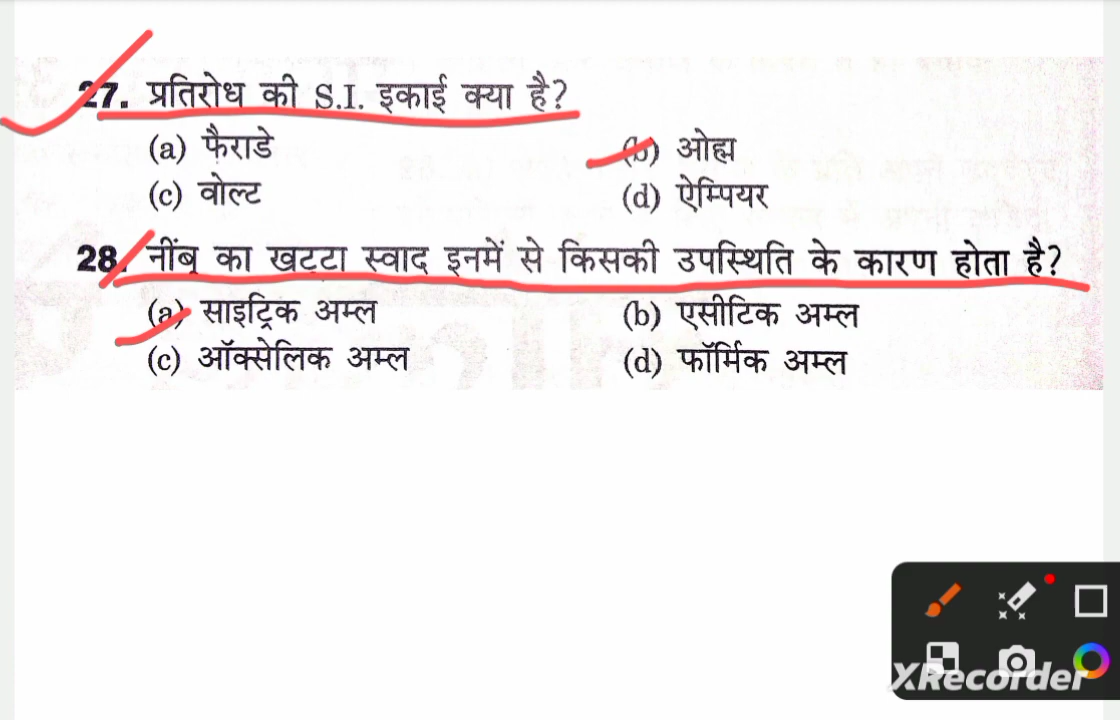 27. प्रतिरोध की S.I. इकाई क्या है?
(a) फैराडे (b) ओह्म
(c) वोल्ट (d) ऐम्पियर
28. नींबू का खट्टा स्वाद इनमें से किसकी उपस्थिति के कारण होता है?
(a) साइट्रिक अम्ल (b) एसीटिक अम्ल
(c) ऑक्सेलिक अम्ल (d) फॉर्मिक अम्ल
XRecorder